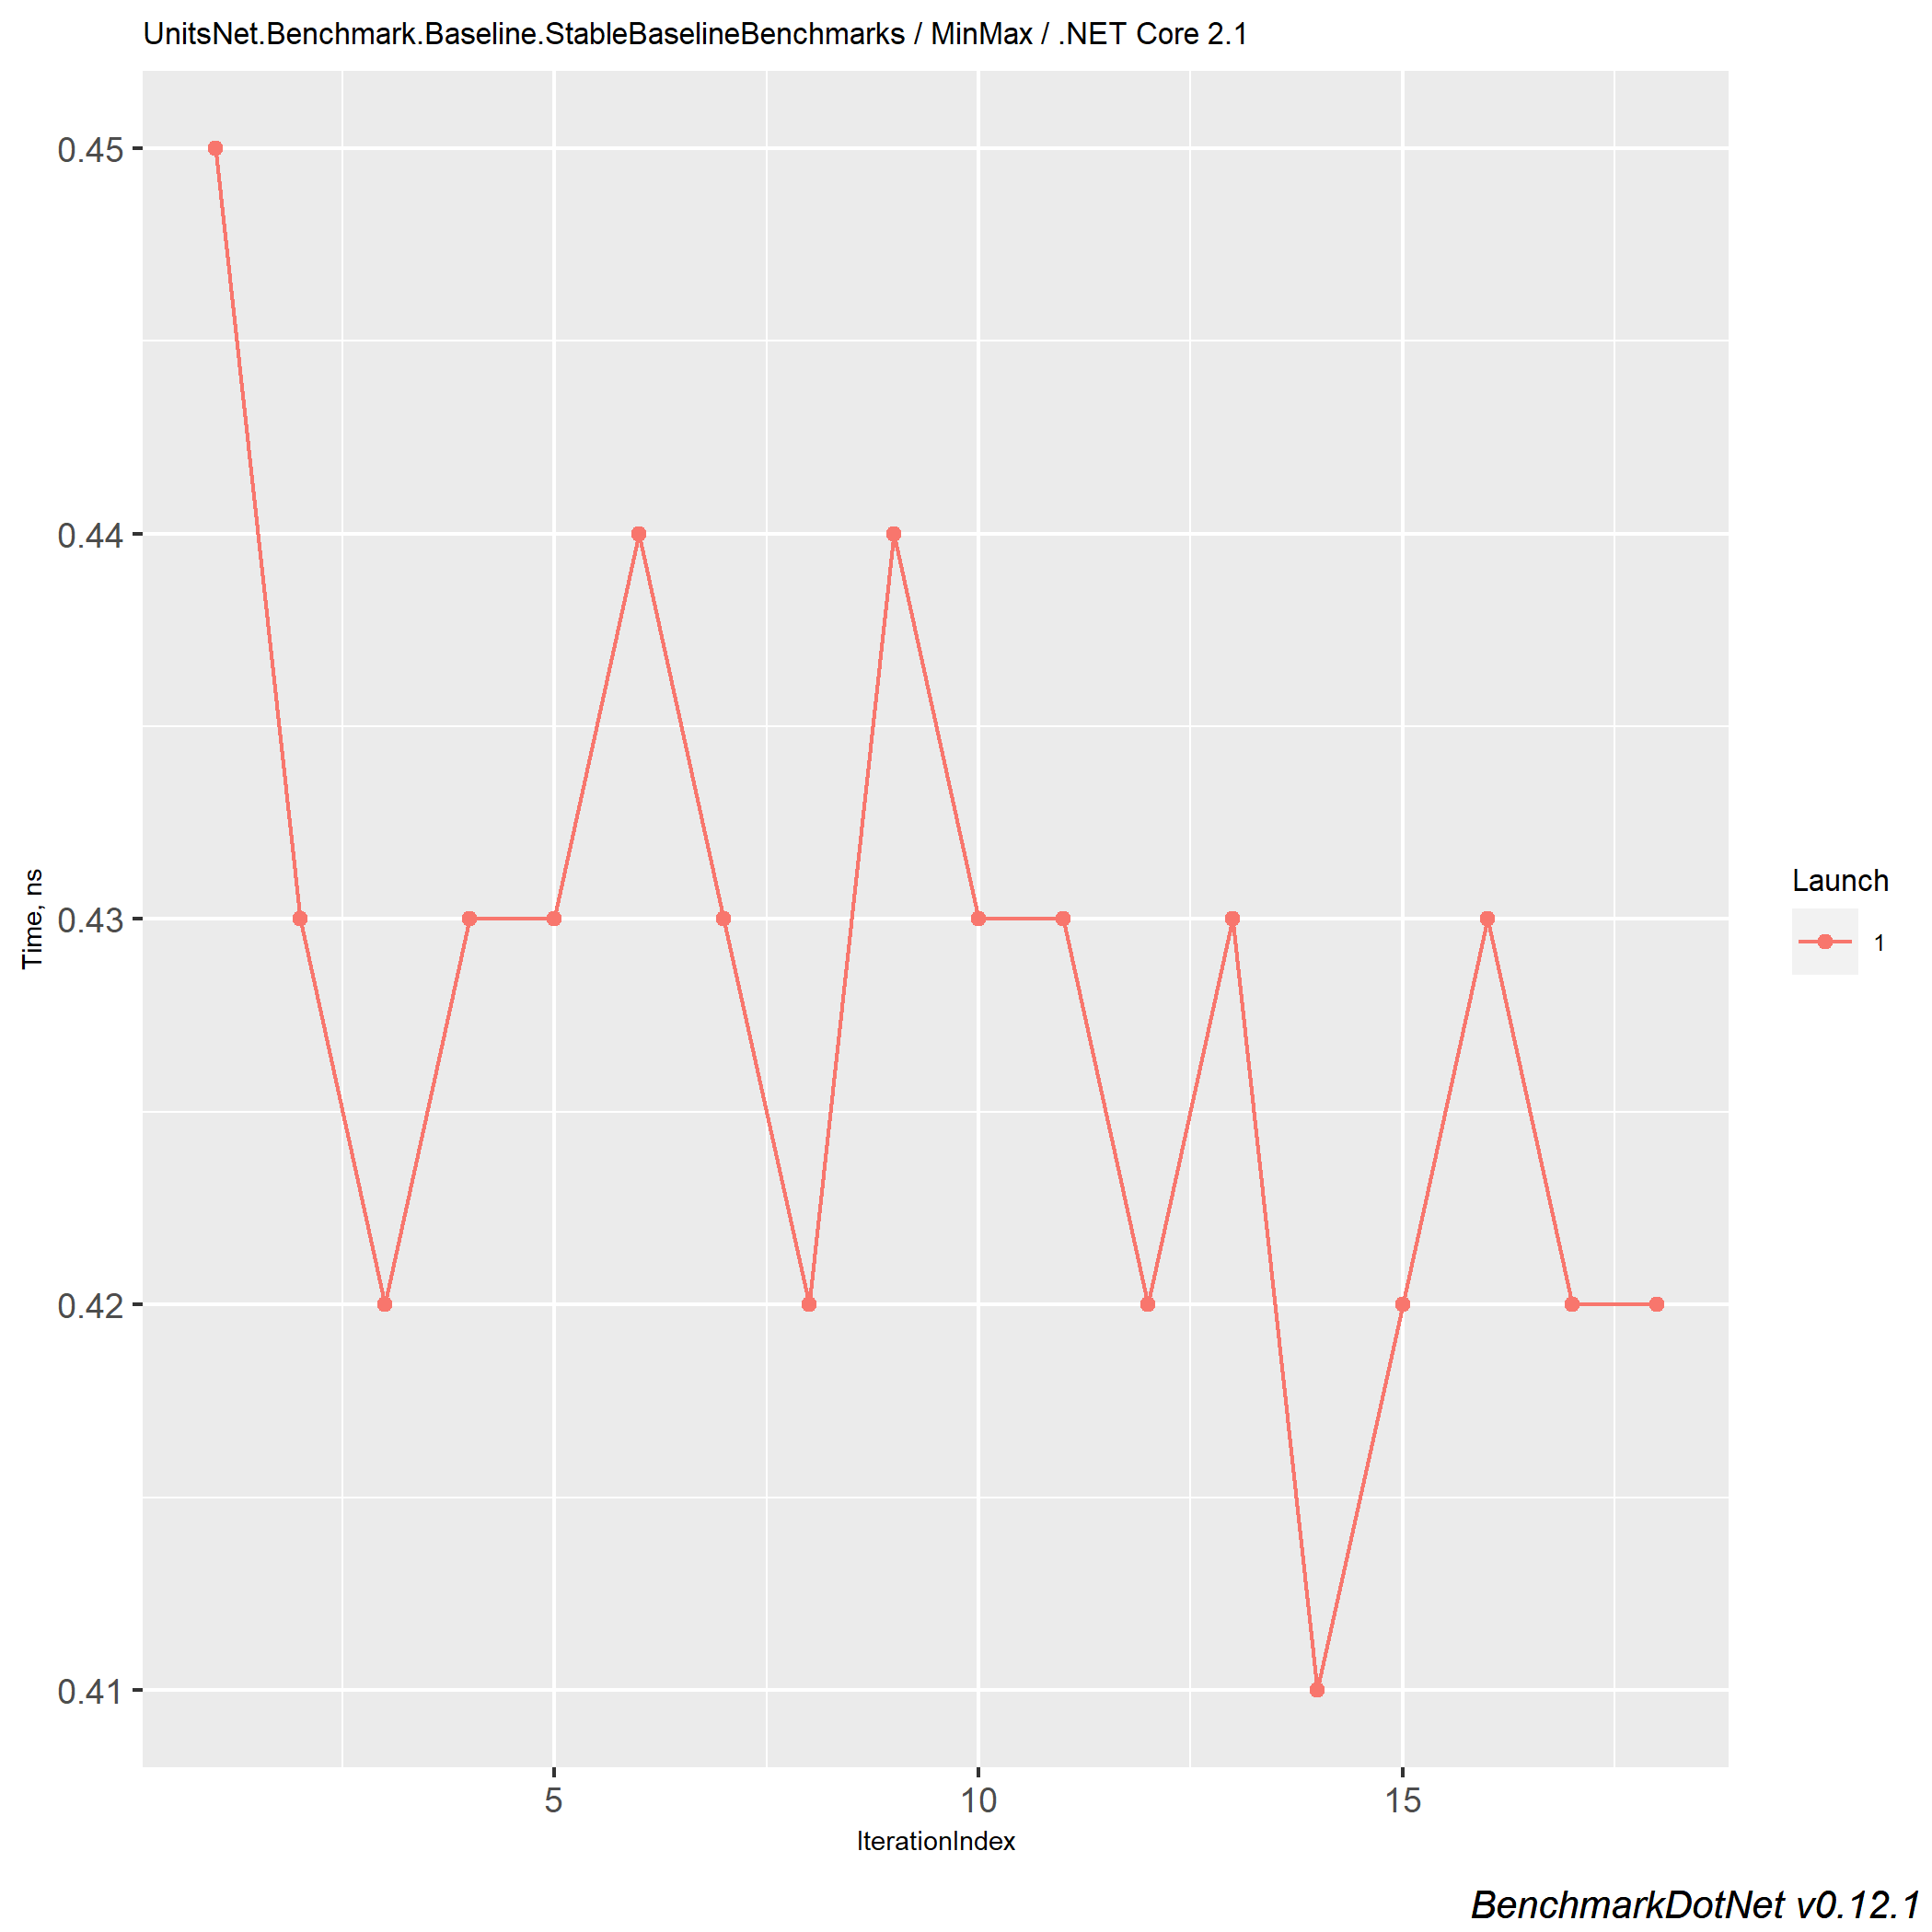 UnitsNet.Benchmark.Baseline.StableBaselineBenchmarks / MinMax / .NET Core 2.1
0.45
0.44
0.43
0.42
0.41
Time, ns
5 10 15
IterationIndex
Launch
1
BenchmarkDotNet v0.12.1